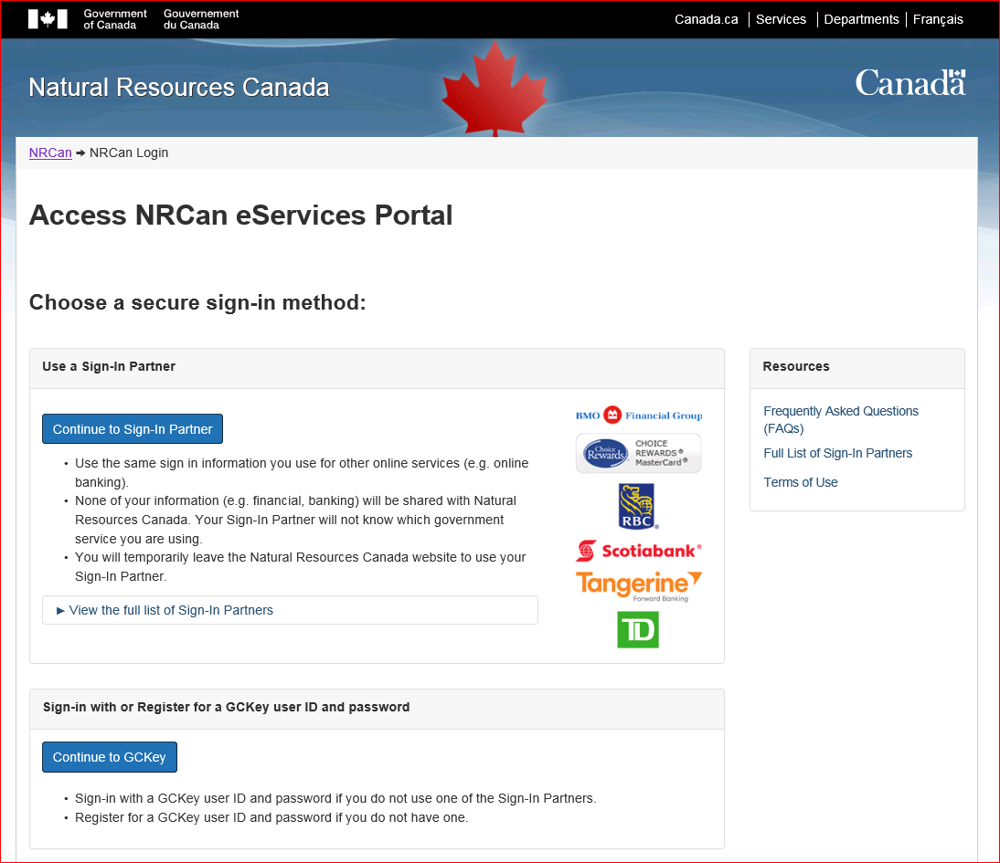 Government of Canada
Gouvernement du Canada
Canada.ca | Services | Departments | Français
Natural Resources Canada
Canada
NRCan ➡ NRCan Login
Access NRCan eServices Portal
Choose a secure sign-in method:
Use a Sign-In Partner
Continue to Sign-In Partner
• Use the same sign in information you use for other online services (e.g. online
banking).
• None of your information (e.g. financial, banking) will be shared with Natural
Resources Canada. Your Sign-In Partner will not know which government
service you are using.
• You will temporarily leave the Natural Resources Canada website to use your
Sign-In Partner.
► View the full list of Sign-In Partners
BMO Financial Group
Choice Rewards
CHOICE
REWARDS®
MasterCard®
RBC®
Scotiabank®
Tangerine
Forward Banking
TD
Resources
Frequently Asked Questions
(FAQs)
Full List of Sign-In Partners
Terms of Use
Sign-in with or Register for a GCKey user ID and password
Continue to GCKey
• Sign-in with a GCKey user ID and password if you do not use one of the Sign-In Partners.
• Register for a GCKey user ID and password if you do not have one.